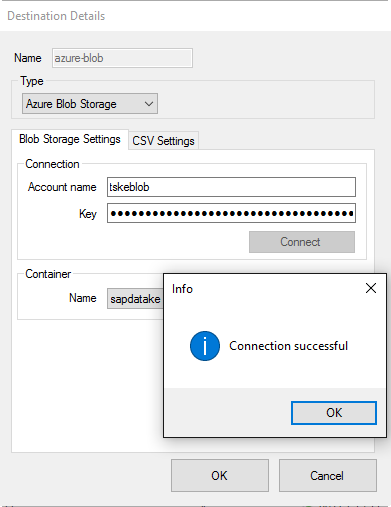 Destination Details
Name azure-blob
Type
Azure Blob Storage
Blob Storage Settings CSV Settings
Connection
Account name tskeblob
Key ●●●●●●●●●●●●●●●●●●●●●●●●●●●●●●●●●●●
Connect
Container
Name sapdatake
Info
Connection successful
OK
OK Cancel